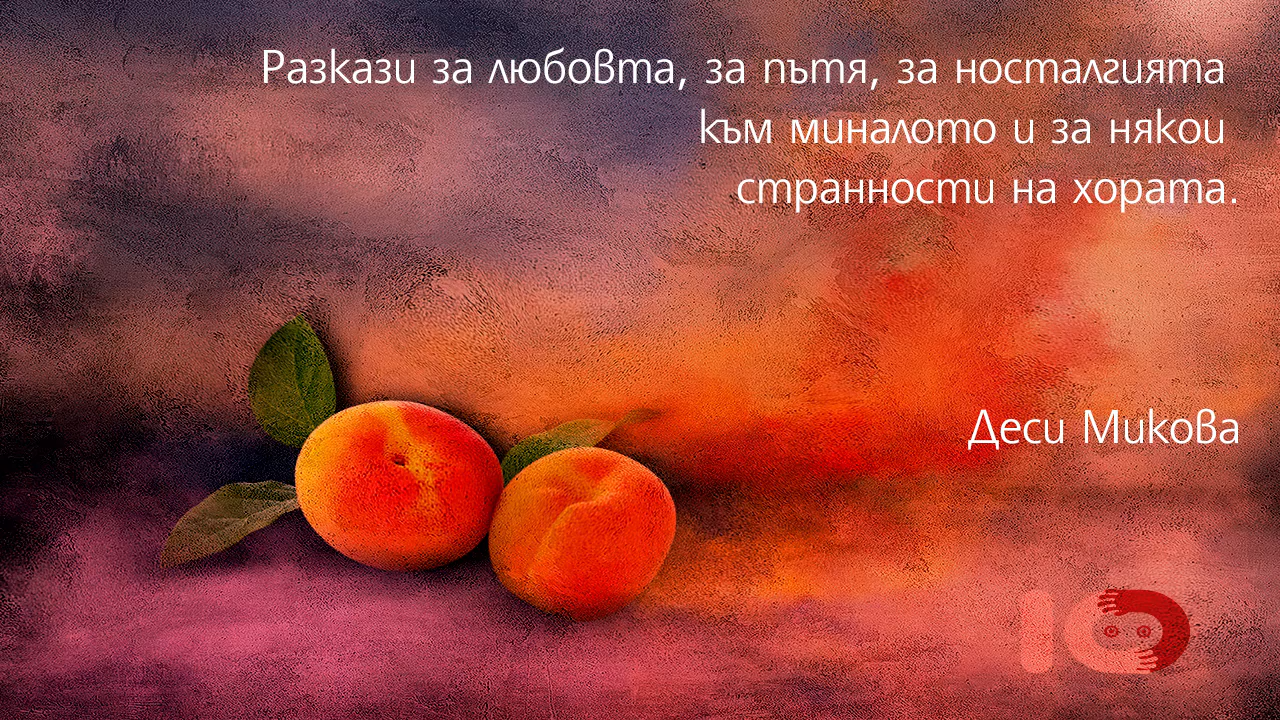 Разкази за любовта, за пътя, за носталгията
към миналото и за някои
странности на хората.
Деси Микова